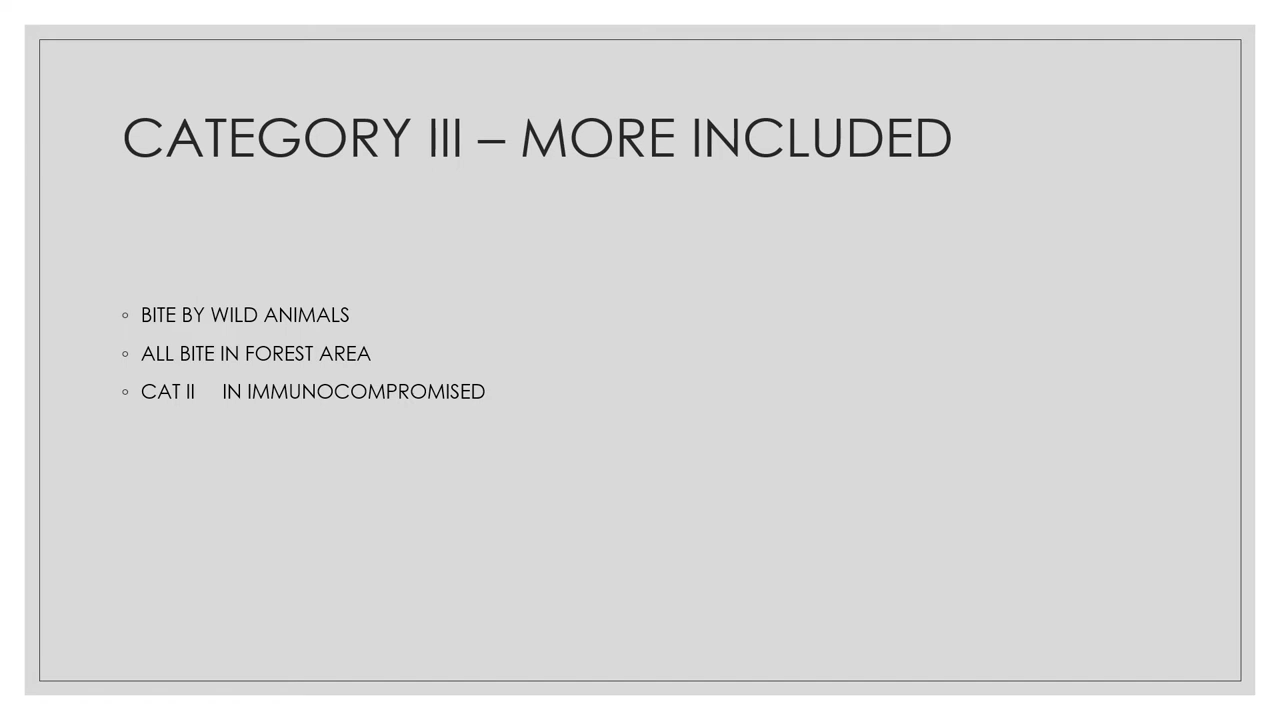 CATEGORY III – MORE INCLUDED
◦ BITE BY WILD ANIMALS
◦ ALL BITE IN FOREST AREA
◦ CAT II IN IMMUNOCOMPROMISED